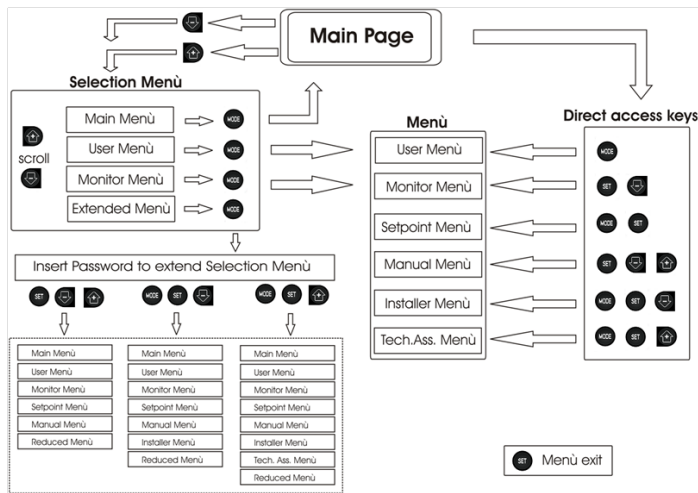 Main Page
Selection Menù
Main Menù MODE
User Menù MODE
Monitor Menù MODE
Extended Menù MODE
scroll
Insert Password to extend Selection Menù
SET MODE SET MODE SET
Main Menù
User Menù
Monitor Menù
Setpoint Menù
Manual Menù
Reduced Menù
Main Menù
User Menù
Monitor Menù
Setpoint Menù
Manual Menù
Installer Menù
Reduced Menù
Main Menù
User Menù
Monitor Menù
Setpoint Menù
Manual Menù
Installer Menù
Tech. Ass. Menù
Reduced Menù
Menù
User Menù
Monitor Menù
Setpoint Menù
Manual Menù
Installer Menù
Tech.Ass. Menù
Direct access keys
MODE
SET
MODE SET
SET
MODE SET
MODE SET
SET Menù exit